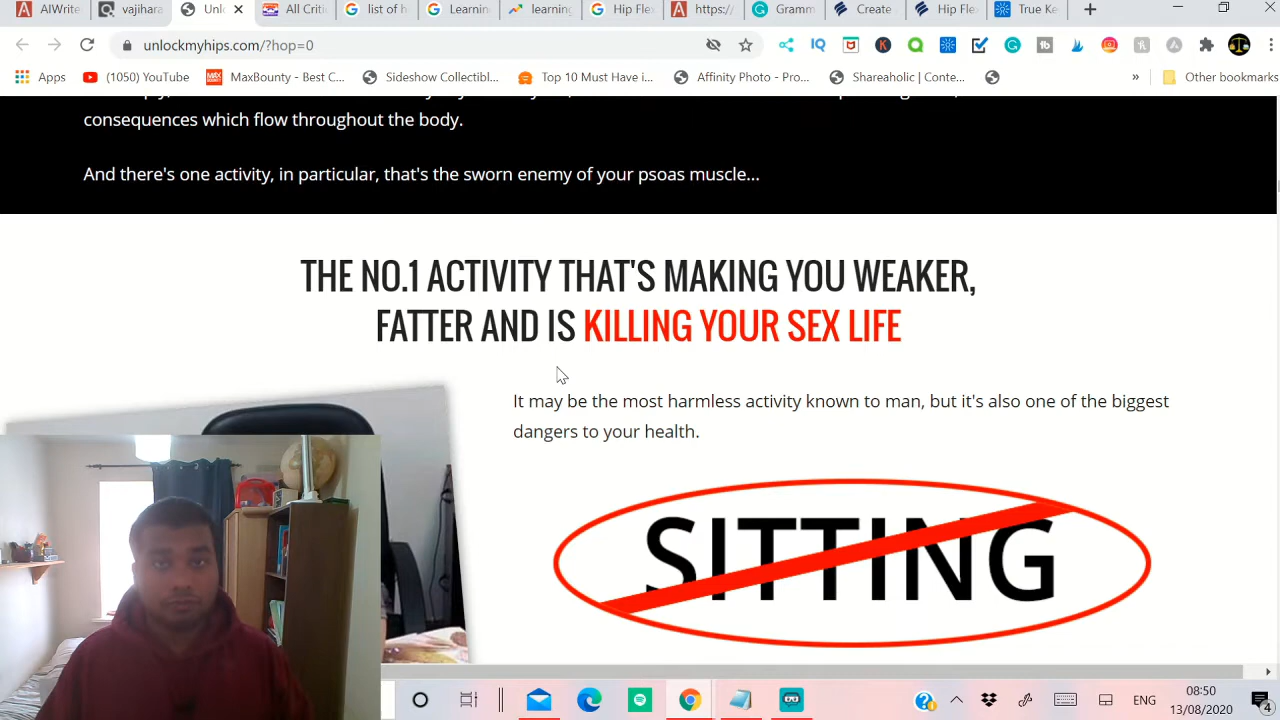 AIWrite
vajihara
Unlo
All Critic
list of h
Learning
learning
Hip Flex
https://
Gramm
Create
Hip Fle
True Ke
unlockmyhips.com/?hop=0
Apps
(1050) YouTube
MaxBounty - Best C...
Sideshow Collectibl...
Top 10 Must Have i...
Affinity Photo - Pro...
Shareaholic | Conte...
Other bookmarks
consequences which flow throughout the body.
And there's one activity, in particular, that's the sworn enemy of your psoas muscle...
THE NO.1 ACTIVITY THAT'S MAKING YOU WEAKER,
FATTER AND IS KILLING YOUR SEX LIFE
It may be the most harmless activity known to man, but it's also one of the biggest
dangers to your health.
SITTING
ENG
08:50
13/08/2020
4